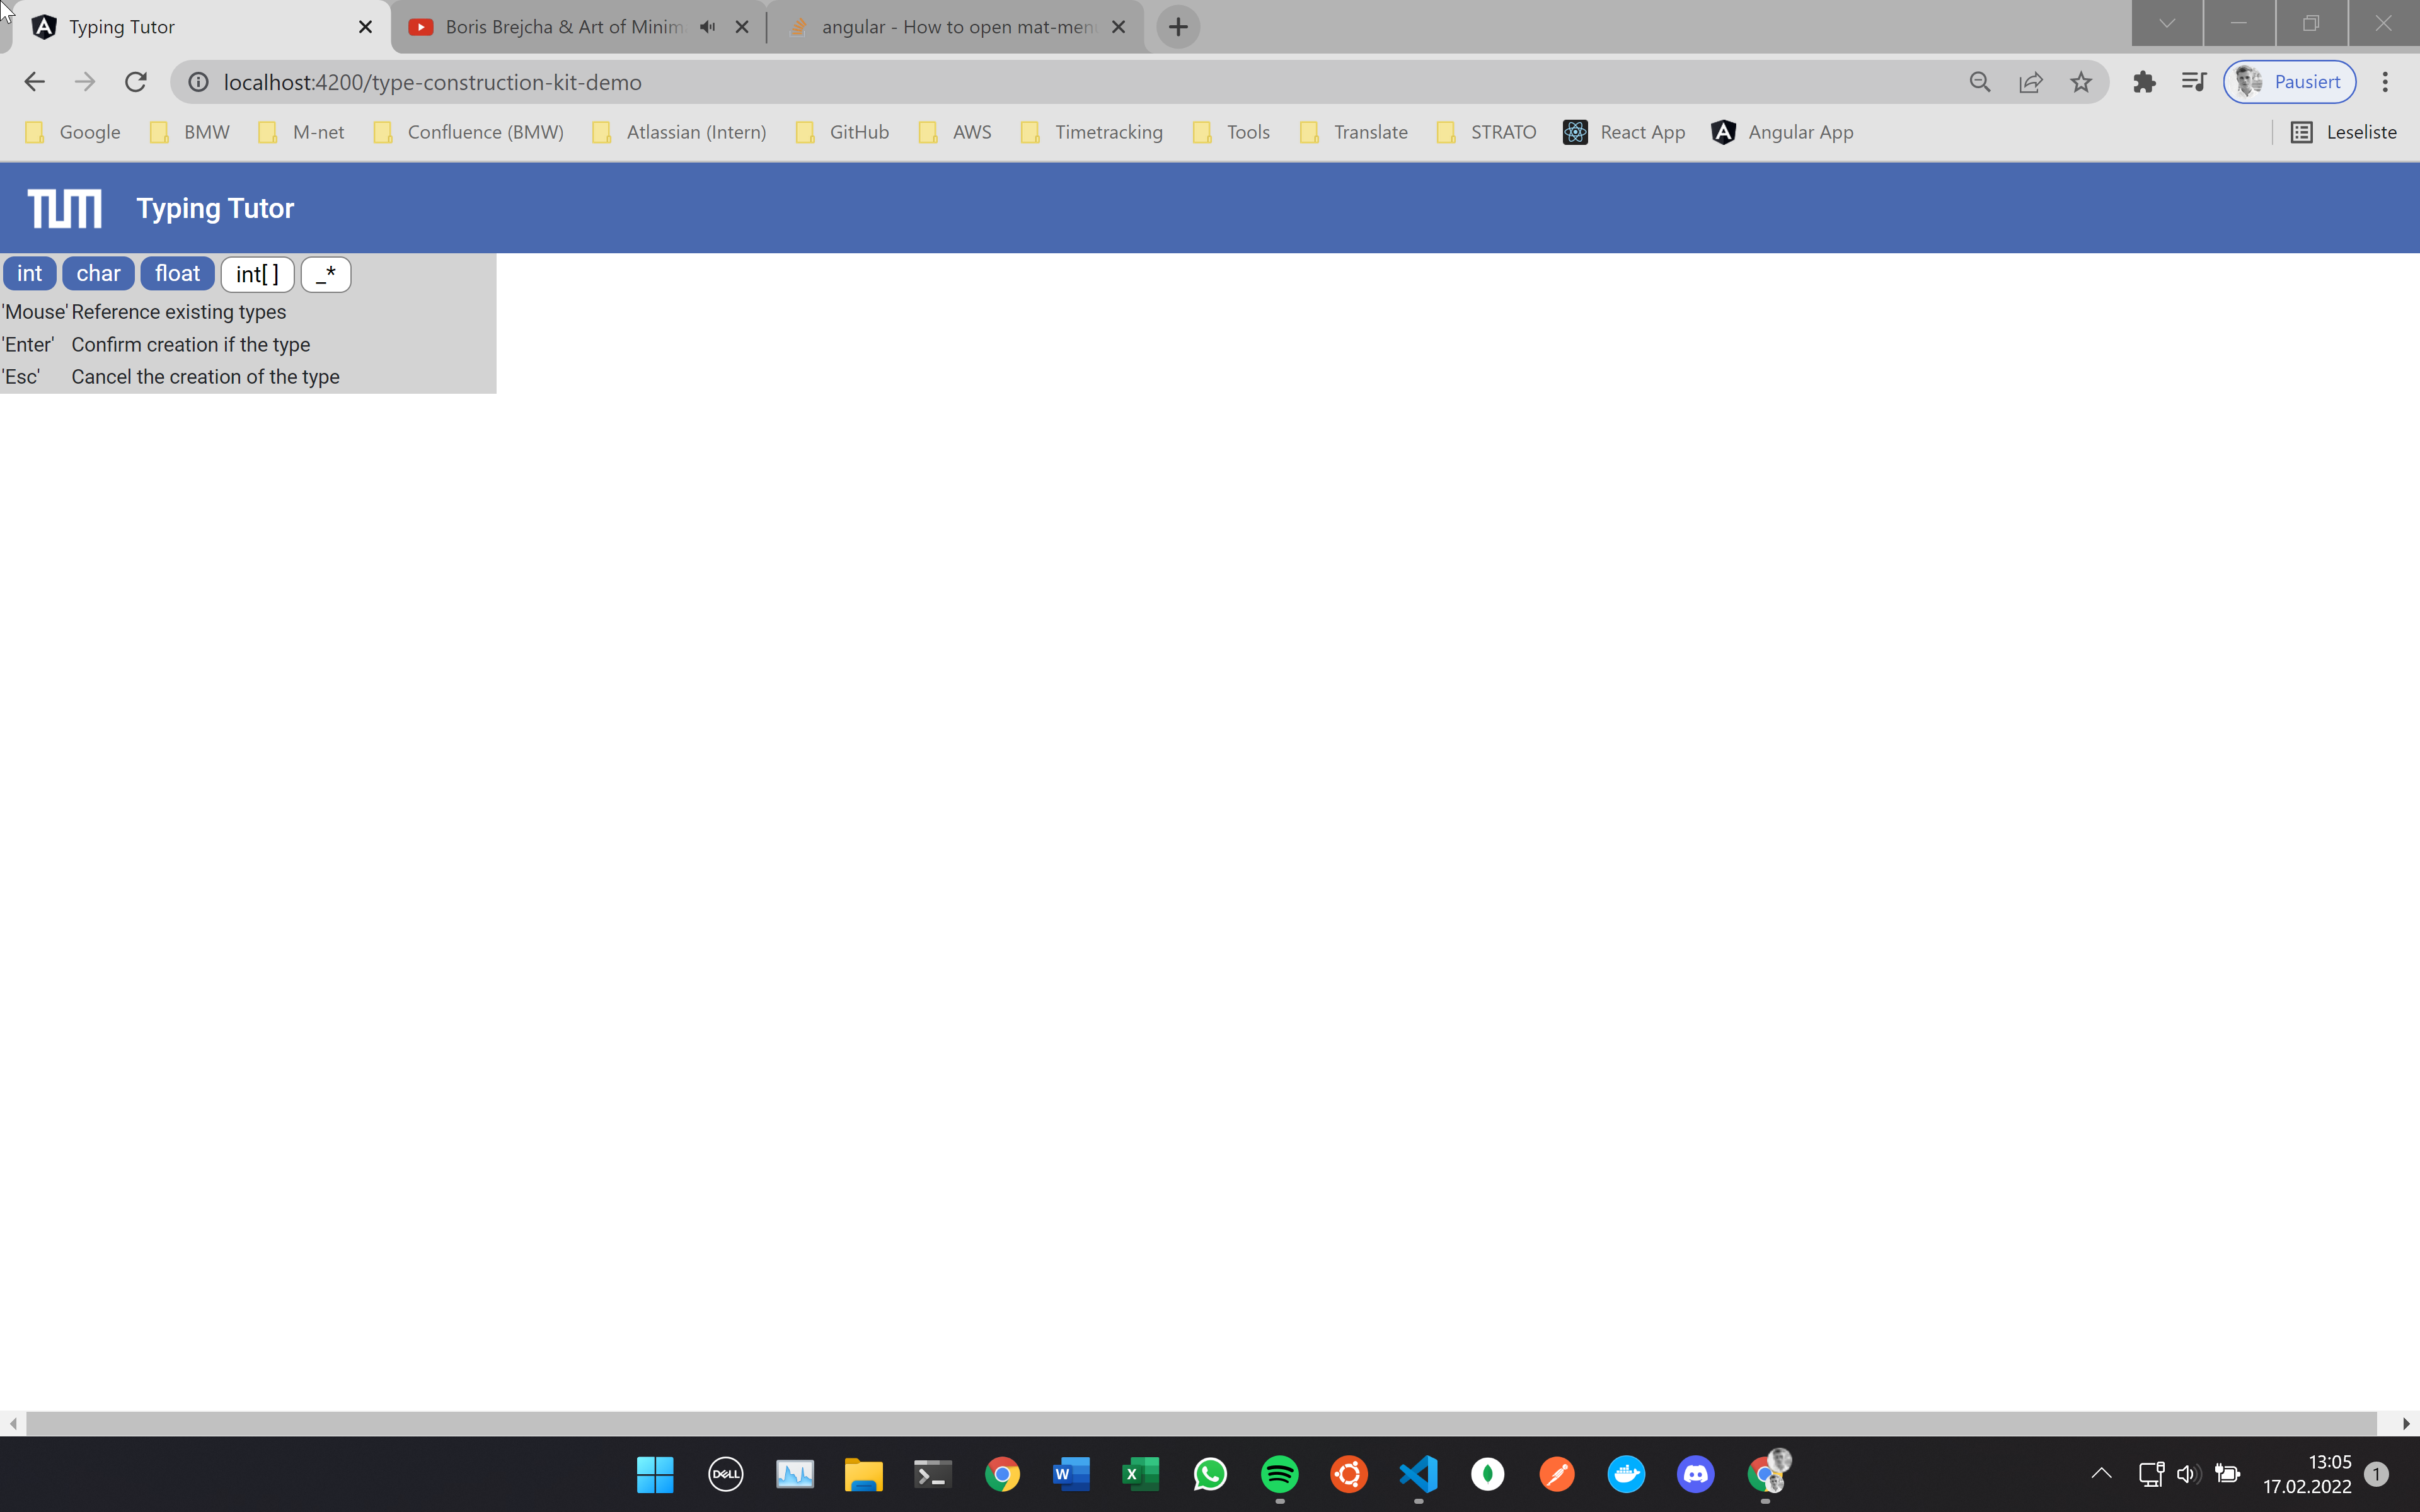 Typing Tutor
Boris Brejcha & Art of Minim
angular - How to open mat-men
localhost:4200/type-construction-kit-demo
Pausiert
Google BMW M-net Confluence (BMW) Atlassian (Intern) GitHub AWS Timetracking Tools Translate STRATO React App Angular App Leseliste
TUM Typing Tutor
int char float int[ ] _*
'Mouse' Reference existing types
'Enter' Confirm creation if the type
'Esc' Cancel the creation of the type
DELL
W
X
13:05
17.02.2022
1